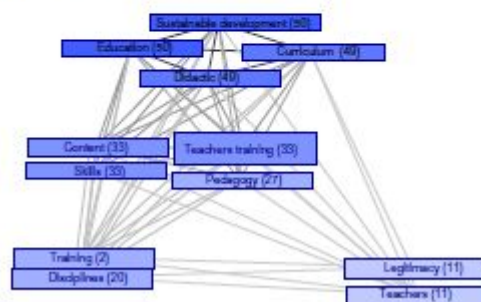 Sustainable development (50)
Education (50)
Curriculum (49)
Didactic (49)
Content (33)
Teachers training (33)
Skills (33)
Pedagogy (27)
Training (2)
Disciplines (20)
Legitimacy (11)
Teachers (11)